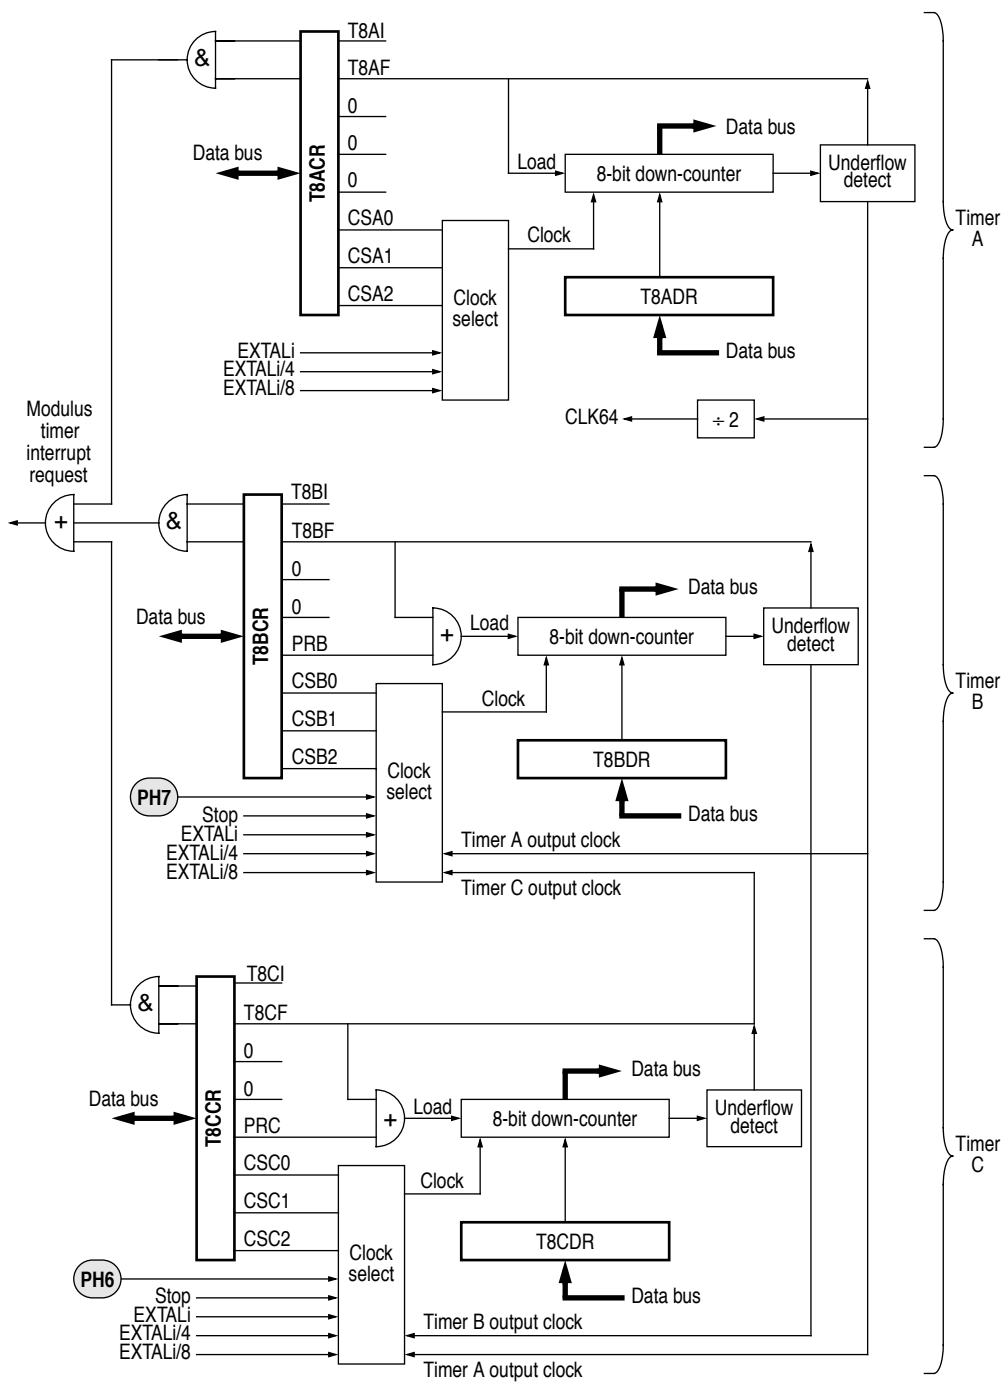 T8AI
&
T8AF
0
0
0
Data bus
T8ACR
Data bus
Load
8-bit down-counter
Underflow
detect
CSA0
CSA1
CSA2
Clock
Clock
select
T8ADR
Data bus
EXTALi
EXTALi/4
EXTALi/8
CLK64
÷ 2
Timer
A
Modulus
timer
interrupt
request
+
&
T8BI
T8BF
0
0
PRB
Data bus
T8BCR
+
Load
Data bus
8-bit down-counter
Underflow
detect
CSB0
CSB1
CSB2
Clock
Clock
select
T8BDR
Data bus
PH7
Stop
EXTALi
EXTALi/4
EXTALi/8
Timer A output clock
Timer C output clock
Timer
B
&
T8CI
T8CF
0
0
PRC
Data bus
T8CCR
+
Load
Data bus
8-bit down-counter
Underflow
detect
CSC0
CSC1
CSC2
Clock
Clock
select
T8CDR
Data bus
PH6
Stop
EXTALi
EXTALi/4
EXTALi/8
Timer B output clock
Timer A output clock
Timer
C